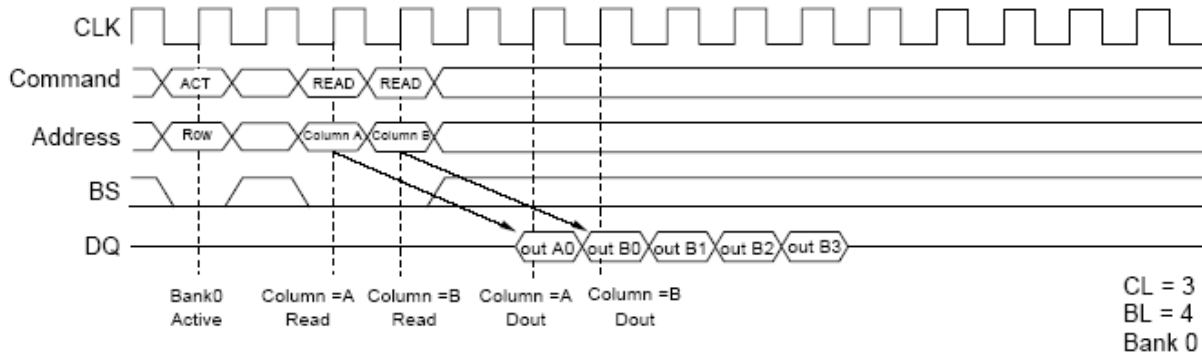 CLK
Command ACT READ READ
Address Row Column A Column B
BS
DQ out A0 out B0 out B1 out B2 out B3
Bank0 Column =A Column =B Column =A Column =B
Active Read Read Dout Dout
CL = 3
BL = 4
Bank 0